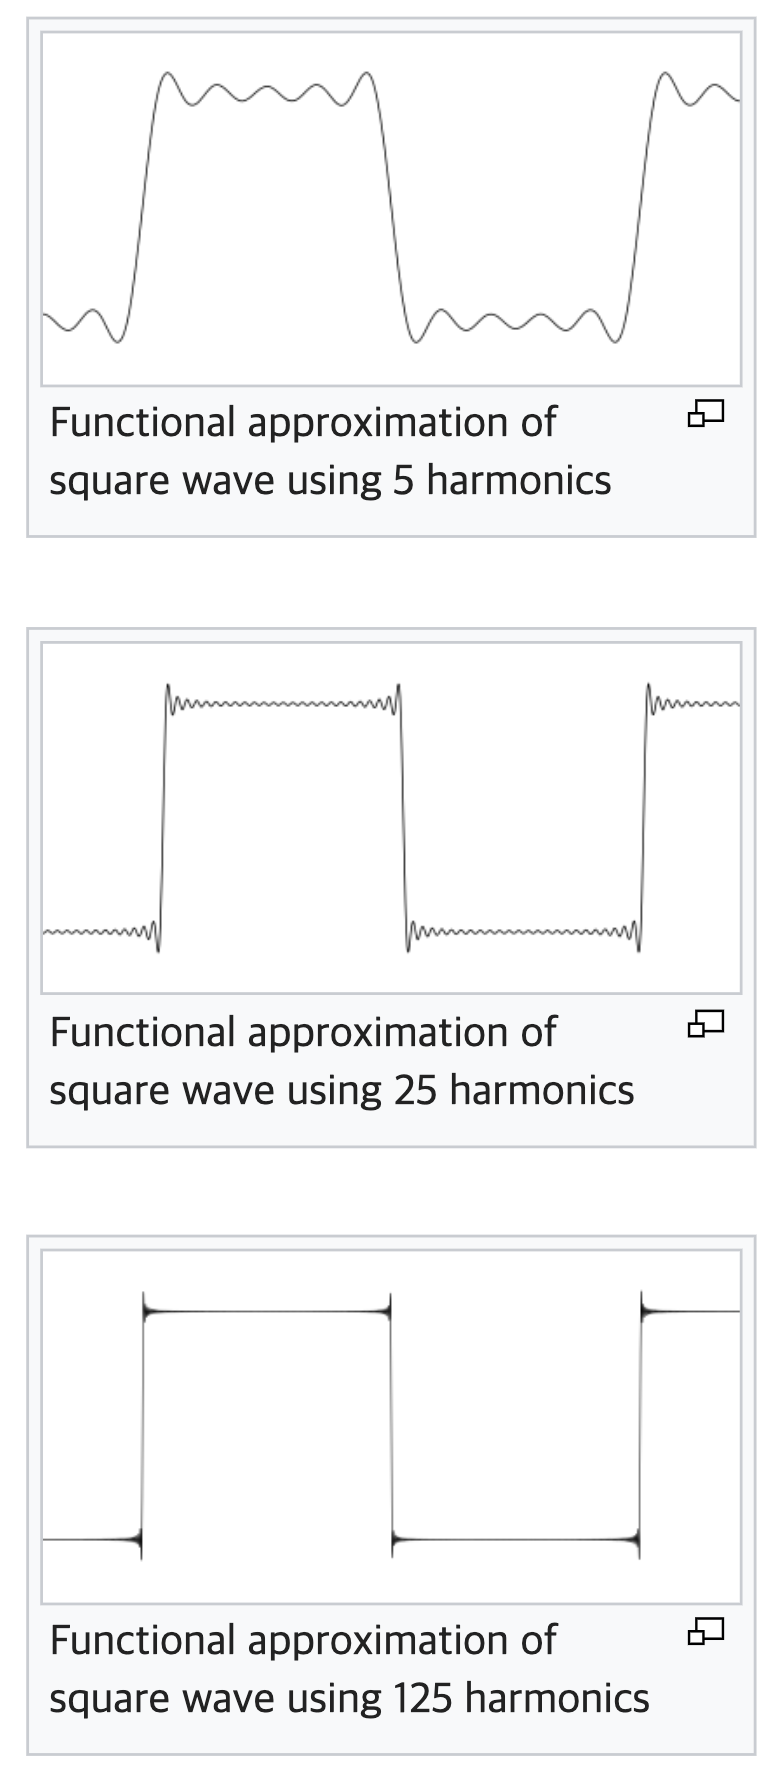 Functional approximation of
square wave using 5 harmonics
Functional approximation of
square wave using 25 harmonics
Functional approximation of
square wave using 125 harmonics